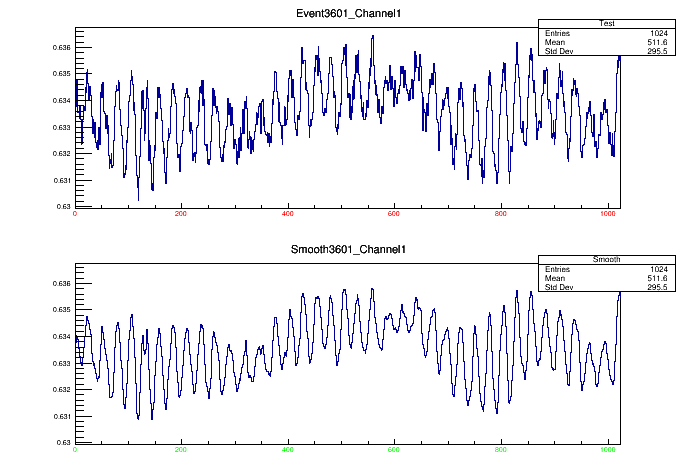 Event3601_Channel1
Test
Entries 1024
Mean 511.6
Std Dev 295.5
0.636
0.635
0.634
0.633
0.632
0.631
0.63
0 200 400 600 800 1000
Smooth3601_Channel1
Smooth
Entries 1024
Mean 511.6
Std Dev 295.5
0.636
0.635
0.634
0.633
0.632
0.631
0.63
0 200 400 600 800 1000